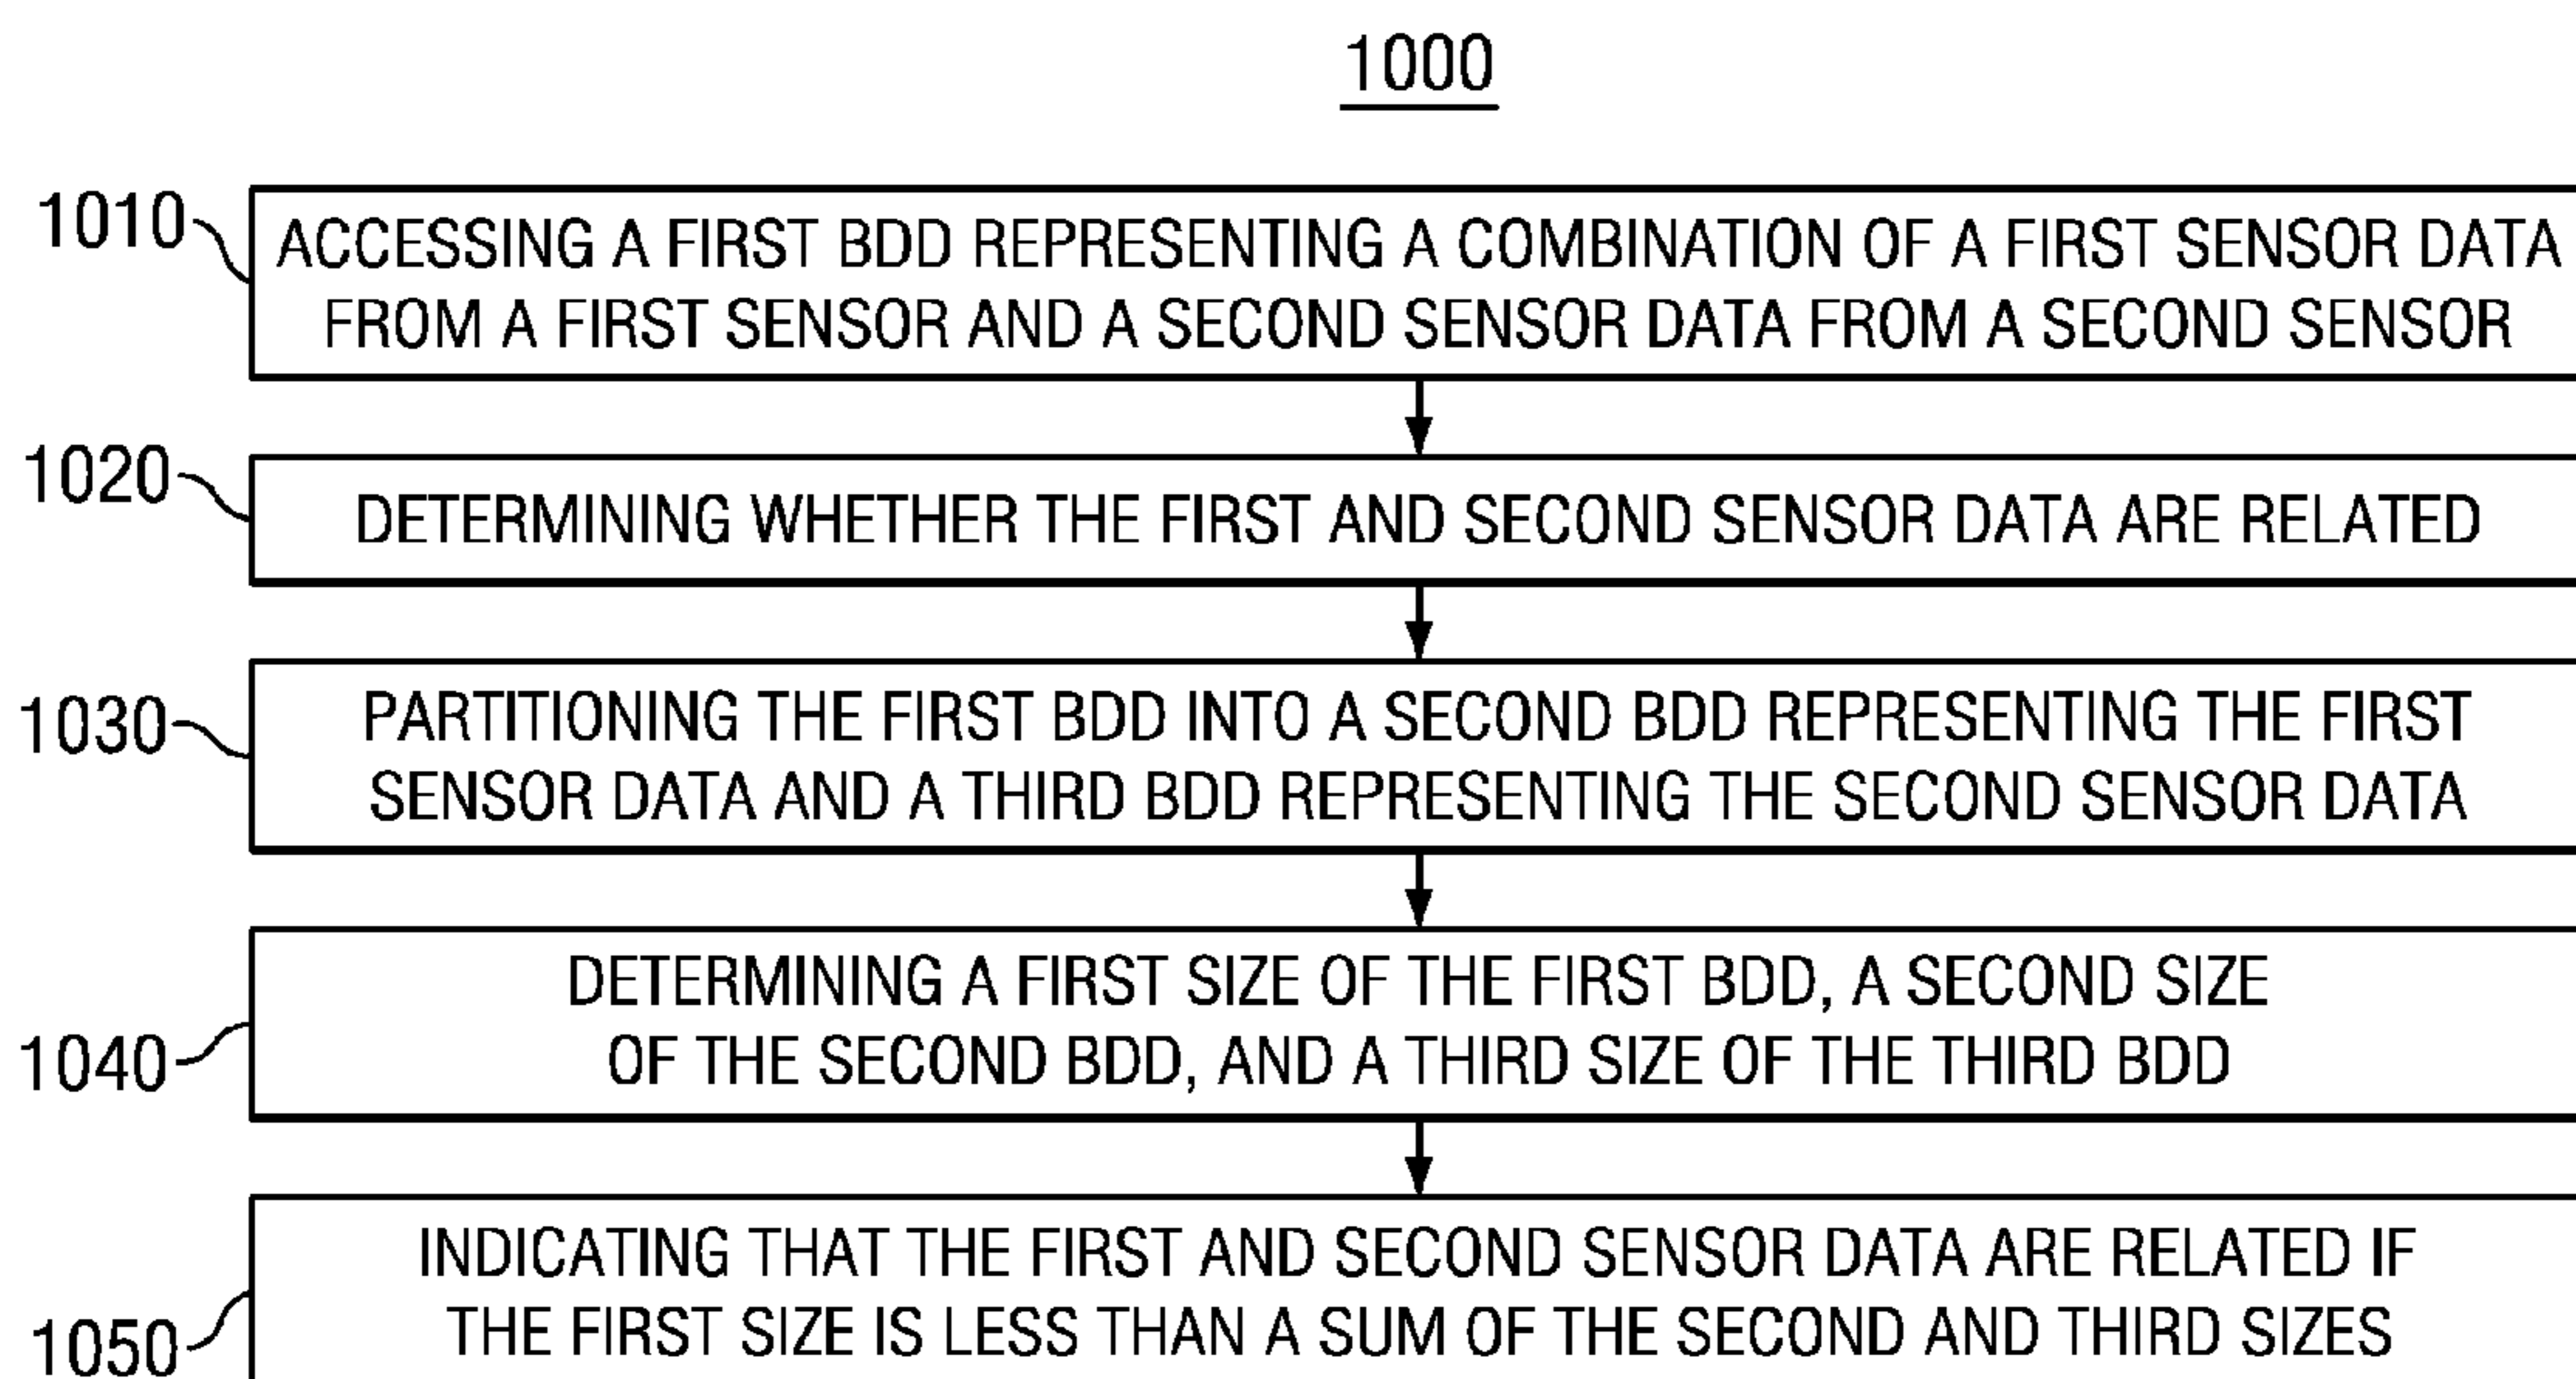 1000
1010
ACCESSING A FIRST BDD REPRESENTING A COMBINATION OF A FIRST SENSOR DATA
FROM A FIRST SENSOR AND A SECOND SENSOR DATA FROM A SECOND SENSOR
1020
DETERMINING WHETHER THE FIRST AND SECOND SENSOR DATA ARE RELATED
1030
PARTITIONING THE FIRST BDD INTO A SECOND BDD REPRESENTING THE FIRST
SENSOR DATA AND A THIRD BDD REPRESENTING THE SECOND SENSOR DATA
1040
DETERMINING A FIRST SIZE OF THE FIRST BDD, A SECOND SIZE
OF THE SECOND BDD, AND A THIRD SIZE OF THE THIRD BDD
1050
INDICATING THAT THE FIRST AND SECOND SENSOR DATA ARE RELATED IF
THE FIRST SIZE IS LESS THAN A SUM OF THE SECOND AND THIRD SIZES